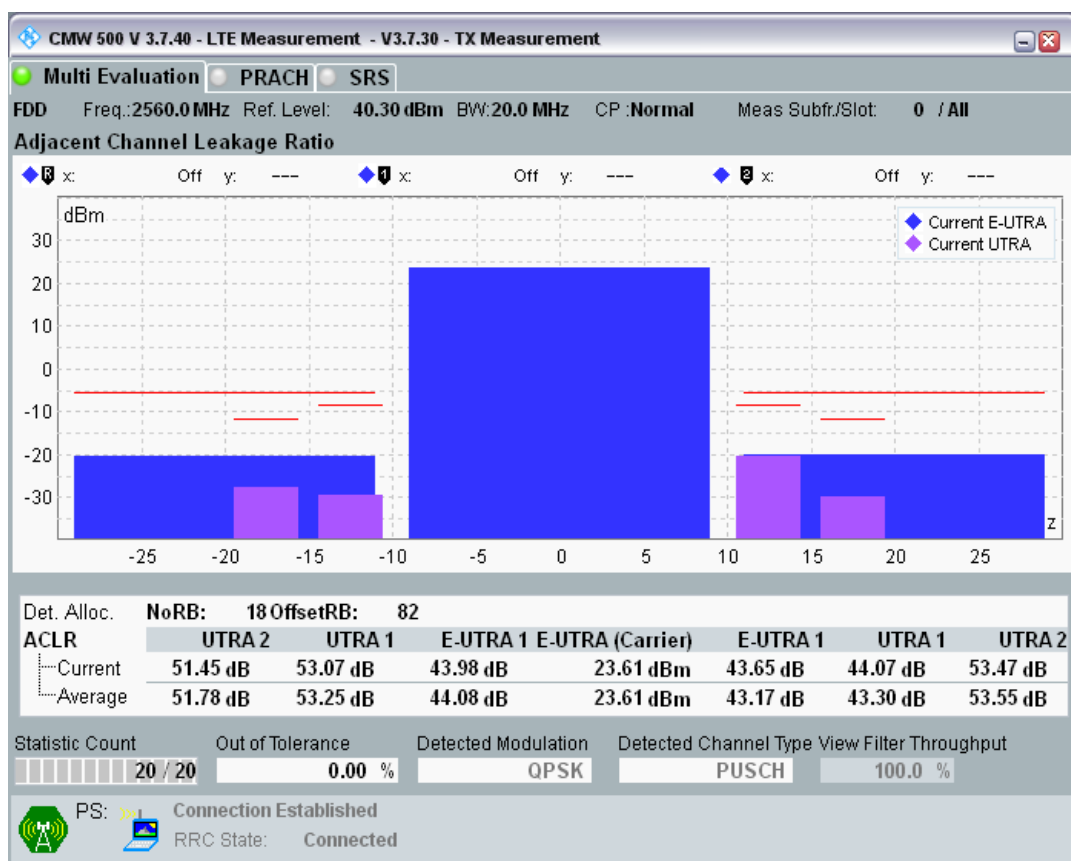 CMW 500 V 3.7.40 - LTE Measurement - V3.7.30 - TX Measurement
Multi Evaluation PRACH SRS
FDD Freq.:2560.0 MHz Ref. Level: 40.30 dBm BW:20.0 MHz CP :Normal Meas Subfr./Slot: 0 / All
Adjacent Channel Leakage Ratio
R x: Off y: --- 1 x: Off y: --- 2 x: Off y: ---
dBm
Current E-UTRA
Current UTRA
30
20
10
0
-10
-20
-30
z
-25 -20 -15 -10 -5 0 5 10 15 20 25
Det. Alloc. NoRB: 18 OffsetRB: 82
ACLR UTRA 2 UTRA 1 E-UTRA 1 E-UTRA (Carrier) E-UTRA 1 UTRA 1 UTRA 2
Current 51.45 dB 53.07 dB 43.98 dB 23.61 dBm 43.65 dB 44.07 dB 53.47 dB
Average 51.78 dB 53.25 dB 44.08 dB 23.61 dBm 43.17 dB 43.30 dB 53.55 dB
Statistic Count Out of Tolerance Detected Modulation Detected Channel Type View Filter Throughput
20 / 20 0.00 % QPSK PUSCH 100.0 %
PS: Connection Established
RRC State: Connected